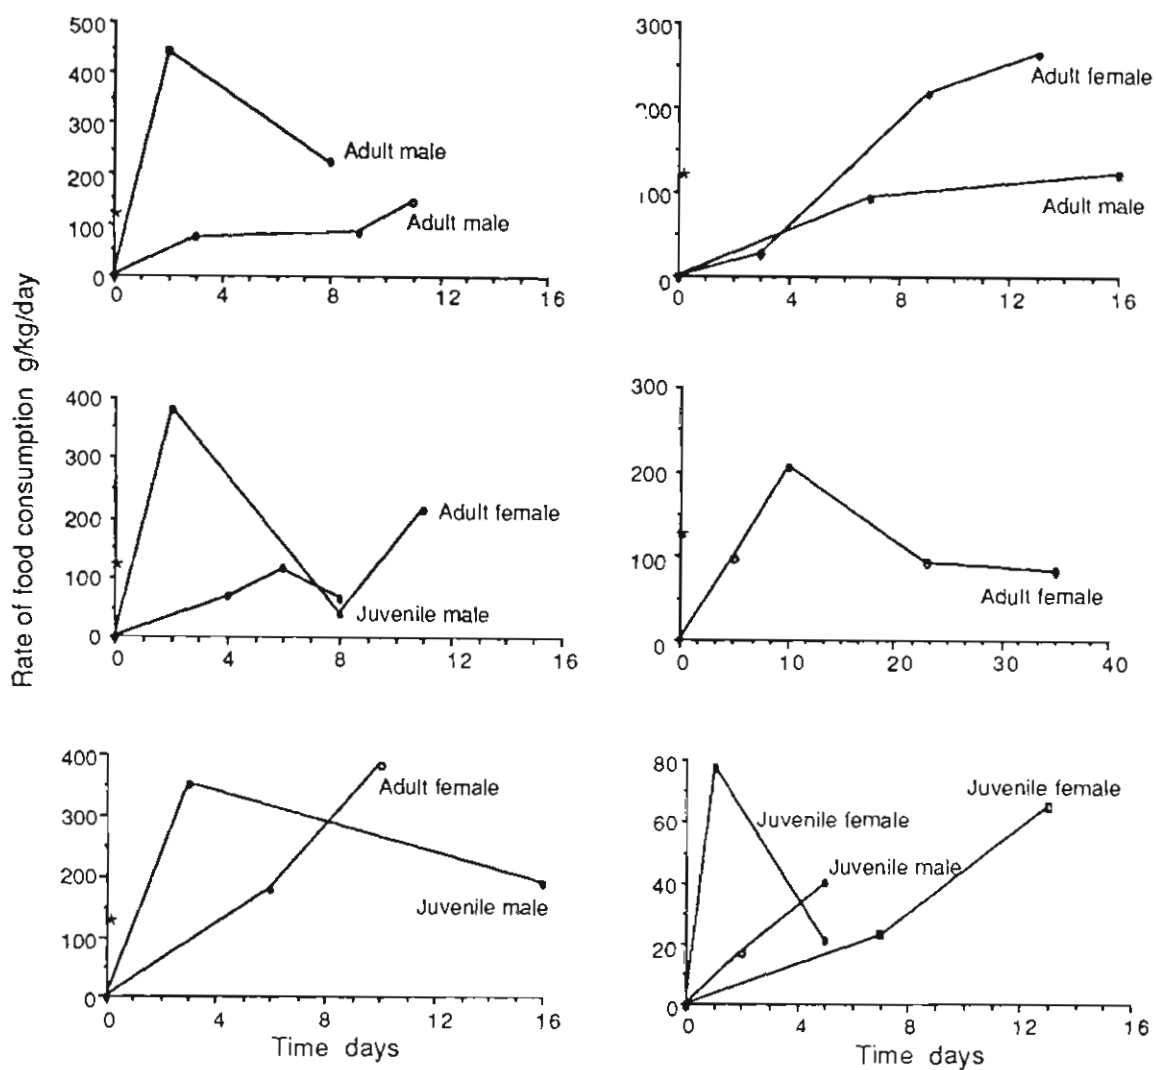 Rate of food consumption g/kg/day
500
400
300
200
100
0
Adult male
Adult male
0 4 8 12 16
300
200
100
0
Adult female
Adult male
0 4 8 12 16
400
300
200
100
0
Adult female
Juvenile male
0 4 8 12 16
300
200
100
0
Adult female
0 10 20 30 40
400
300
200
100
0
Adult female
Juvenile male
0 4 8 12 16
Time days
80
60
40
20
0
Juvenile female
Juvenile female
Juvenile male
0 4 8 12 16
Time days